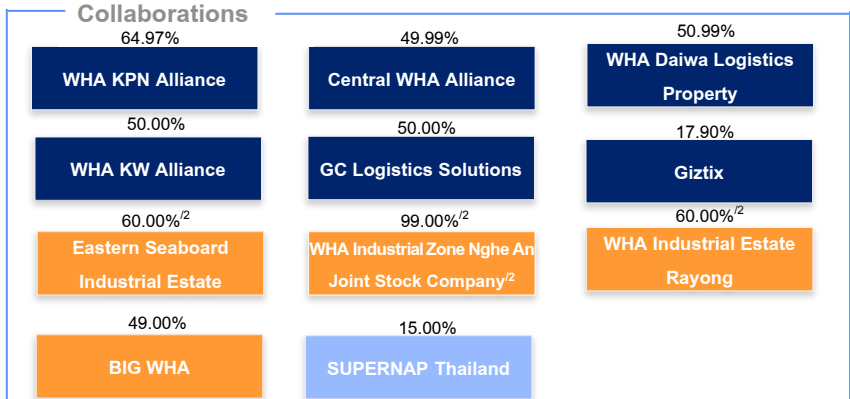 Collaborations
64.97%
49.99%
50.99%
WHA KPN Alliance
Central WHA Alliance
WHA Daiwa Logistics
Property
50.00%
50.00%
17.90%
WHA KW Alliance
GC Logistics Solutions
Giztix
60.00%/2
99.00%/2
60.00%/2
Eastern Seaboard
Industrial Estate
WHA Industrial Zone Nghe An
Joint Stock Company/2
WHA Industrial Estate
Rayong
49.00%
15.00%
BIG WHA
SUPERNAP Thailand